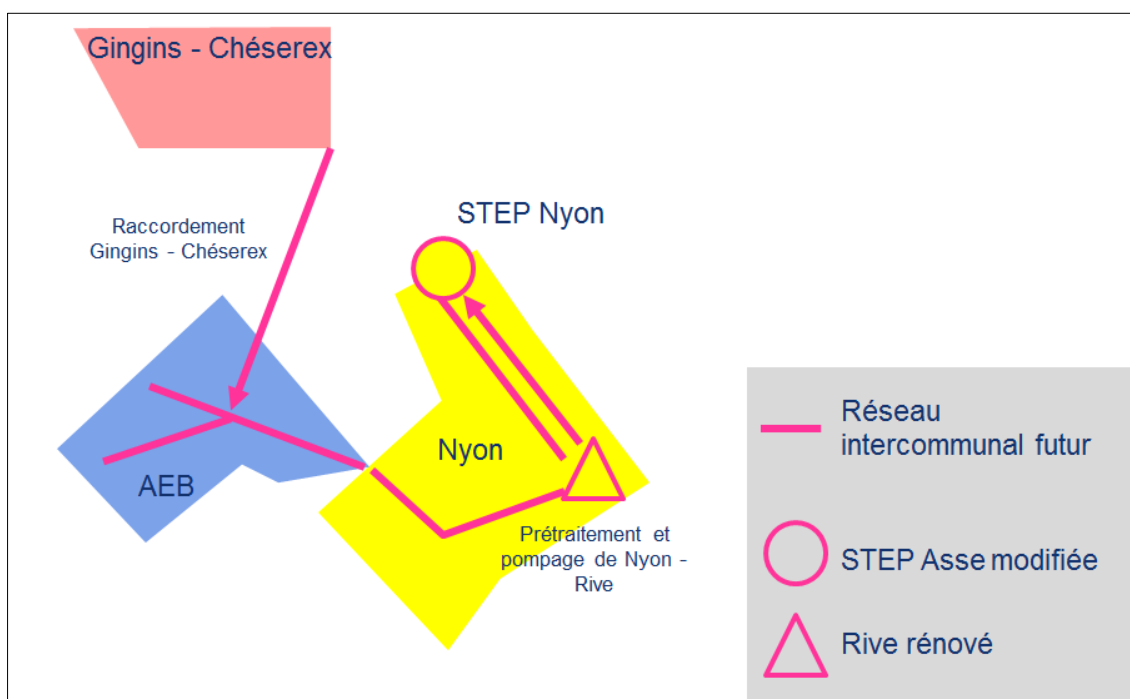 Gingins - Chéserex
Raccordement
Gingins - Chéserex
STEP Nyon
AEB
Nyon
Prétraitement et
pompage de Nyon -
Rive
Réseau
intercommunal futur
STEP Asse modifiée
Rive rénové